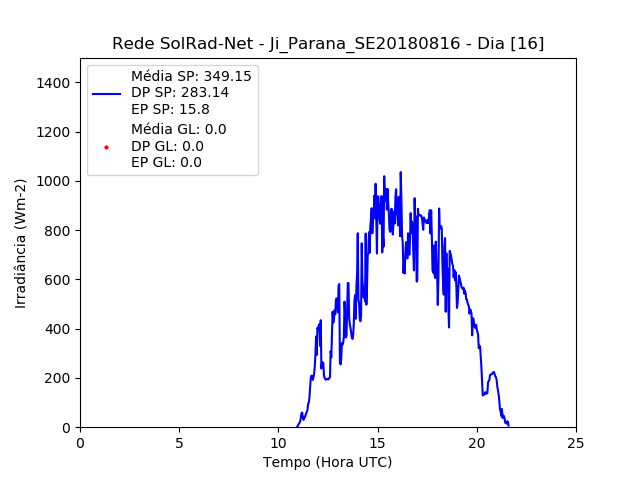 Rede SolRad-Net - Ji_Parana_SE20180816 - Dia [16]
Média SP: 349.15
DP SP: 283.14
EP SP: 15.8
Média GL: 0.0
DP GL: 0.0
EP GL: 0.0
Irradiância (Wm-2)
1400
1200
1000
800
600
400
200
0
0 5 10 15 20 25
Tempo (Hora UTC)